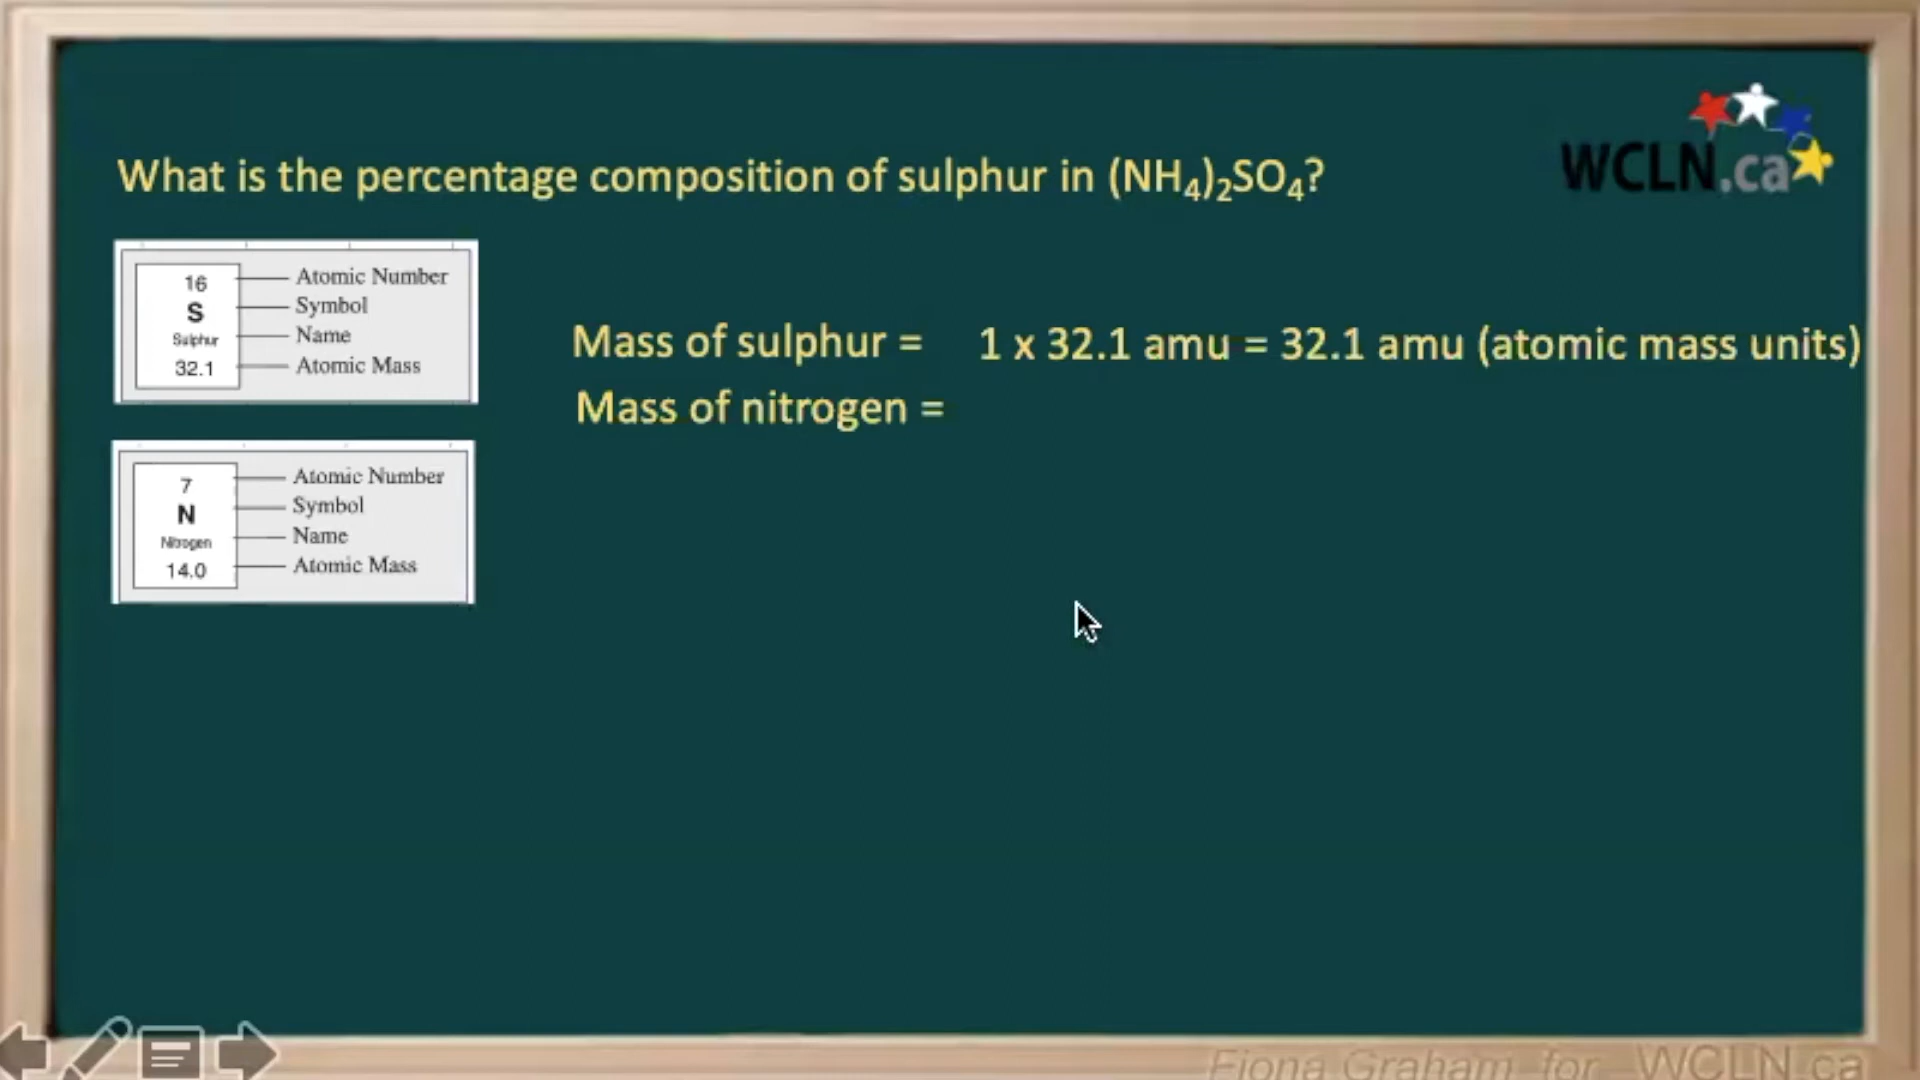 WCLN.ca
What is the percentage composition of sulphur in (NH₄)₂SO₄?
16
S
Sulphur
32.1
Atomic Number
Symbol
Name
Atomic Mass
Mass of sulphur = 1 x 32.1 amu = 32.1 amu (atomic mass units)
Mass of nitrogen =
7
N
Nitrogen
14.0
Atomic Number
Symbol
Name
Atomic Mass
Fiona Graham for WCLN.ca